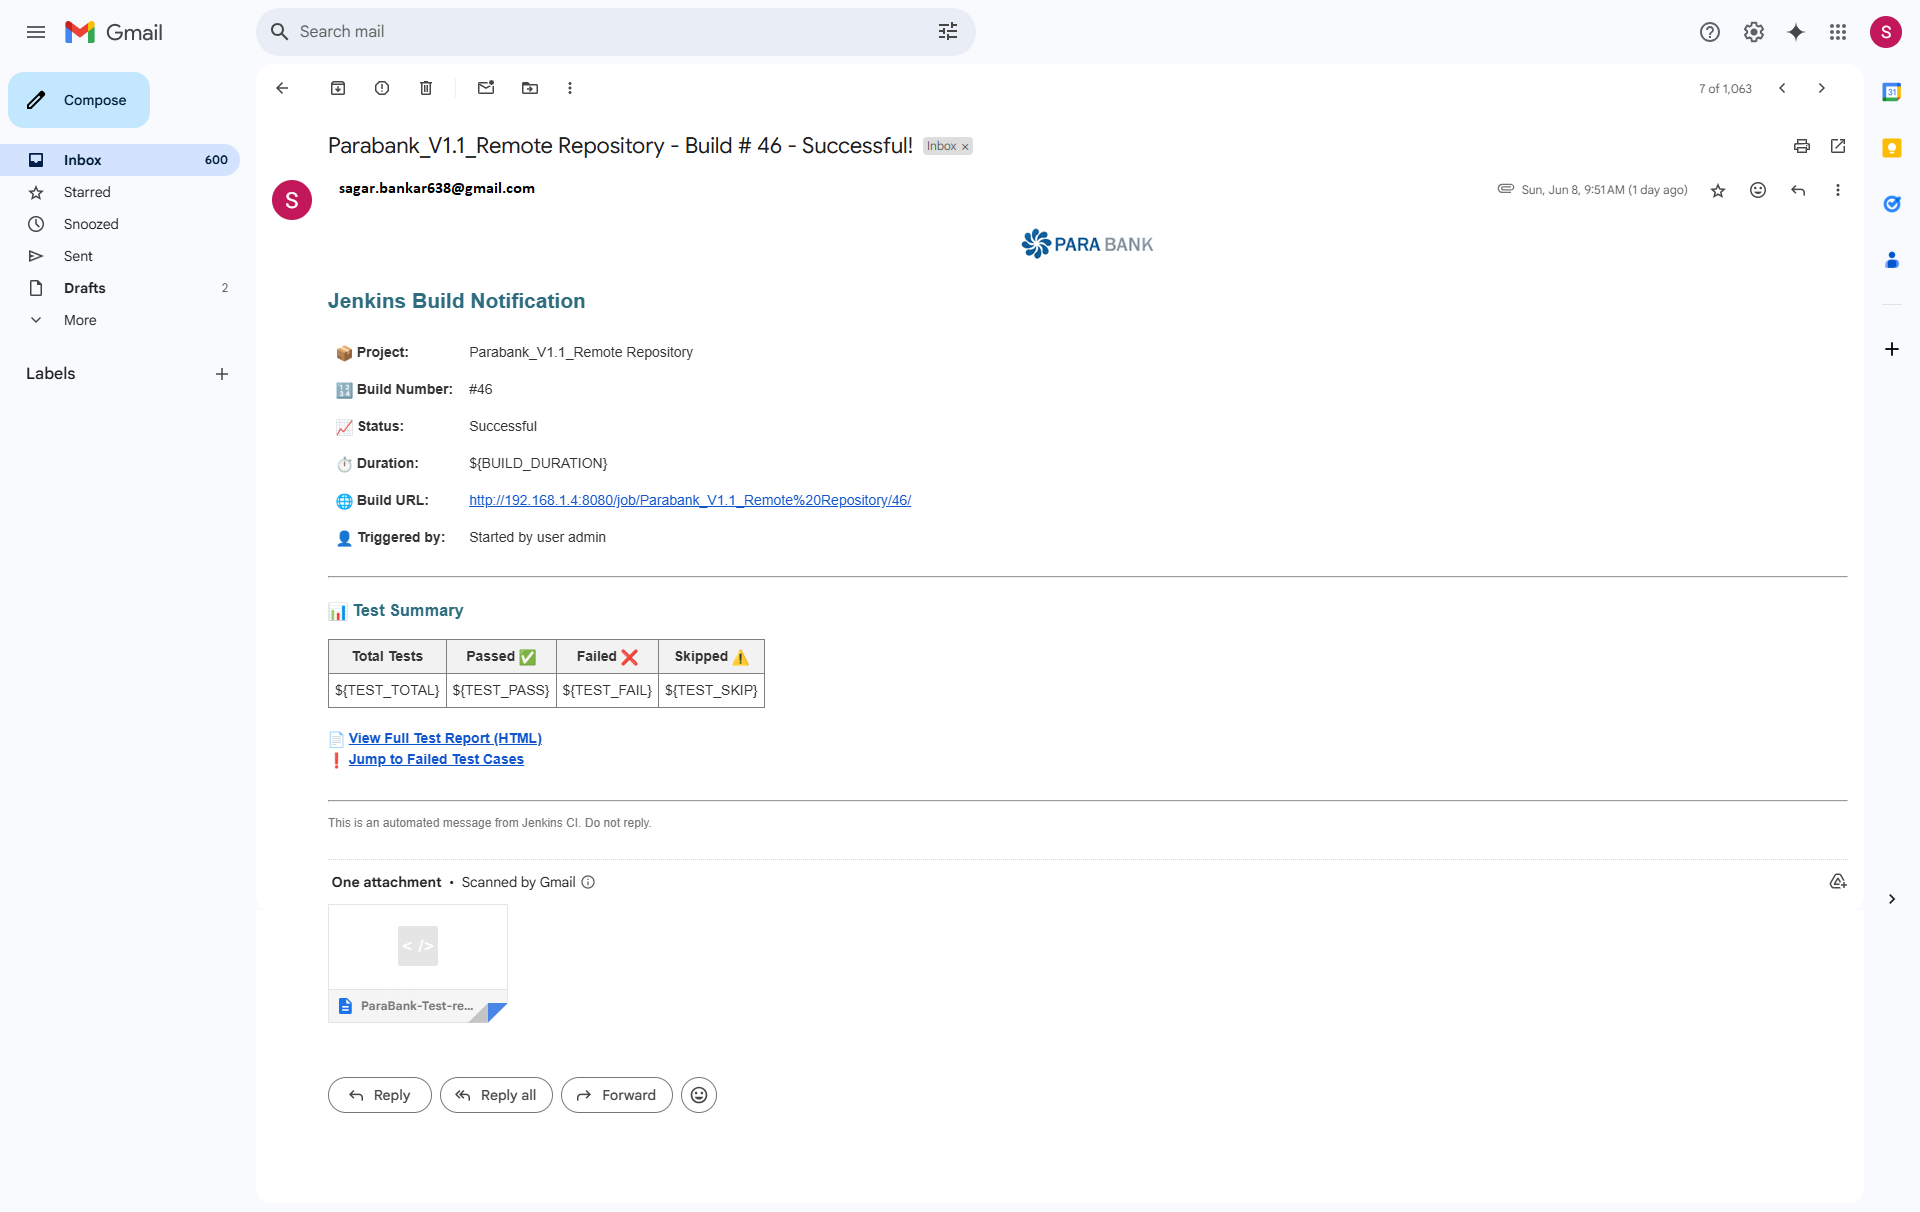 Gmail
Search mail
S
Compose
7 of 1,063
31
Parabank_V1.1_Remote Repository - Build # 46 - Successful!
Inbox ×
Inbox 600
Starred
Snoozed
Sent
Drafts 2
More
Labels
S
sagar.bankar638@gmail.com
Sun, Jun 8, 9:51 AM (1 day ago)
PARA BANK
Jenkins Build Notification
📦 Project: Parabank_V1.1_Remote Repository
🔢 Build Number: #46
📈 Status: Successful
⏱️ Duration: ${BUILD_DURATION}
🌐 Build URL: http://192.168.1.4:8080/job/Parabank_V1.1_Remote%20Repository/46/
👤 Triggered by: Started by user admin
📊 Test Summary
Total Tests Passed ✅ Failed ❌ Skipped ⚠️
${TEST_TOTAL} ${TEST_PASS} ${TEST_FAIL} ${TEST_SKIP}
📄 View Full Test Report (HTML)
❗ Jump to Failed Test Cases
This is an automated message from Jenkins CI. Do not reply.
One attachment • Scanned by Gmail
< />
ParaBank-Test-re...
Reply
Reply all
Forward